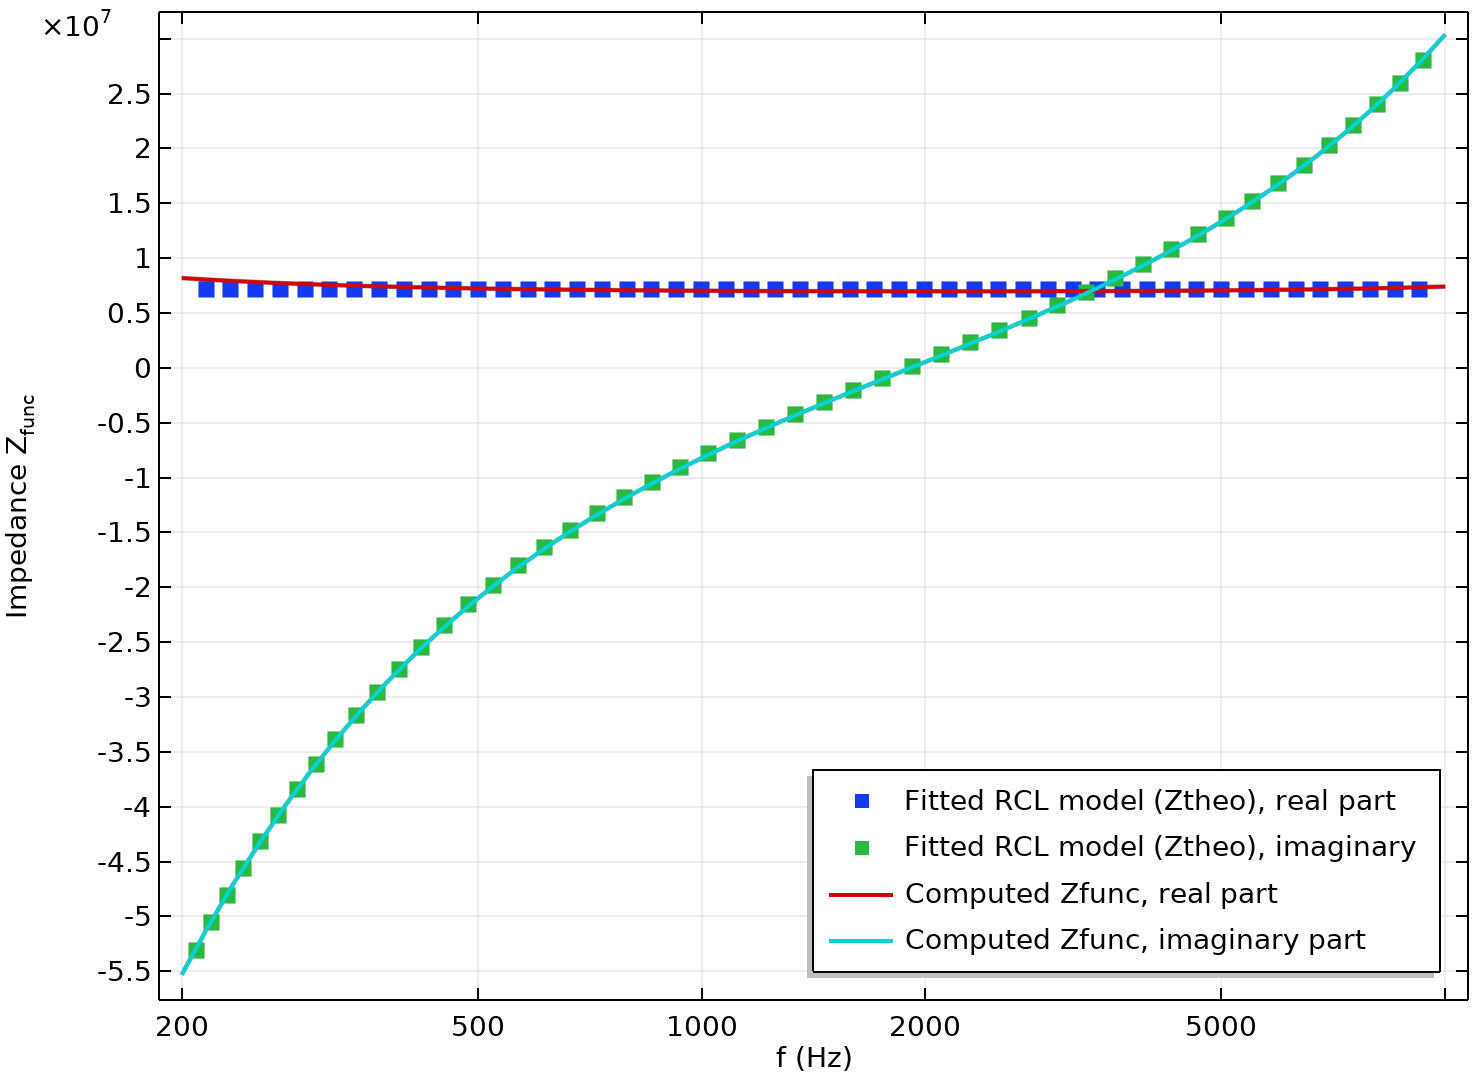 ×10⁷
2.5
2
1.5
1
0.5
0
-0.5
-1
-1.5
-2
-2.5
-3
-3.5
-4
-4.5
-5
-5.5
Impedance Z_func
200 500 1000 2000 5000
f (Hz)
Fitted RCL model (Ztheo), real part
Fitted RCL model (Ztheo), imaginary
Computed Zfunc, real part
Computed Zfunc, imaginary part